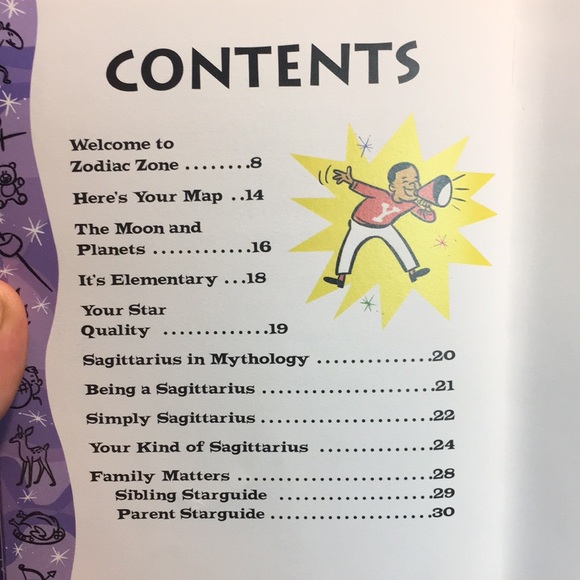 CONTENTS
Welcome to
Zodiac Zone ........8
Here's Your Map ..14
The Moon and
Planets ............16
It's Elementary ...18
Your Star
Quality ............19
Y
Sagittarius in Mythology .............20
Being a Sagittarius .....................21
Simply Sagittarius .....................22
Your Kind of Sagittarius .............24
Family Matters ........................28
Sibling Starguide ....................29
Parent Starguide .....................30